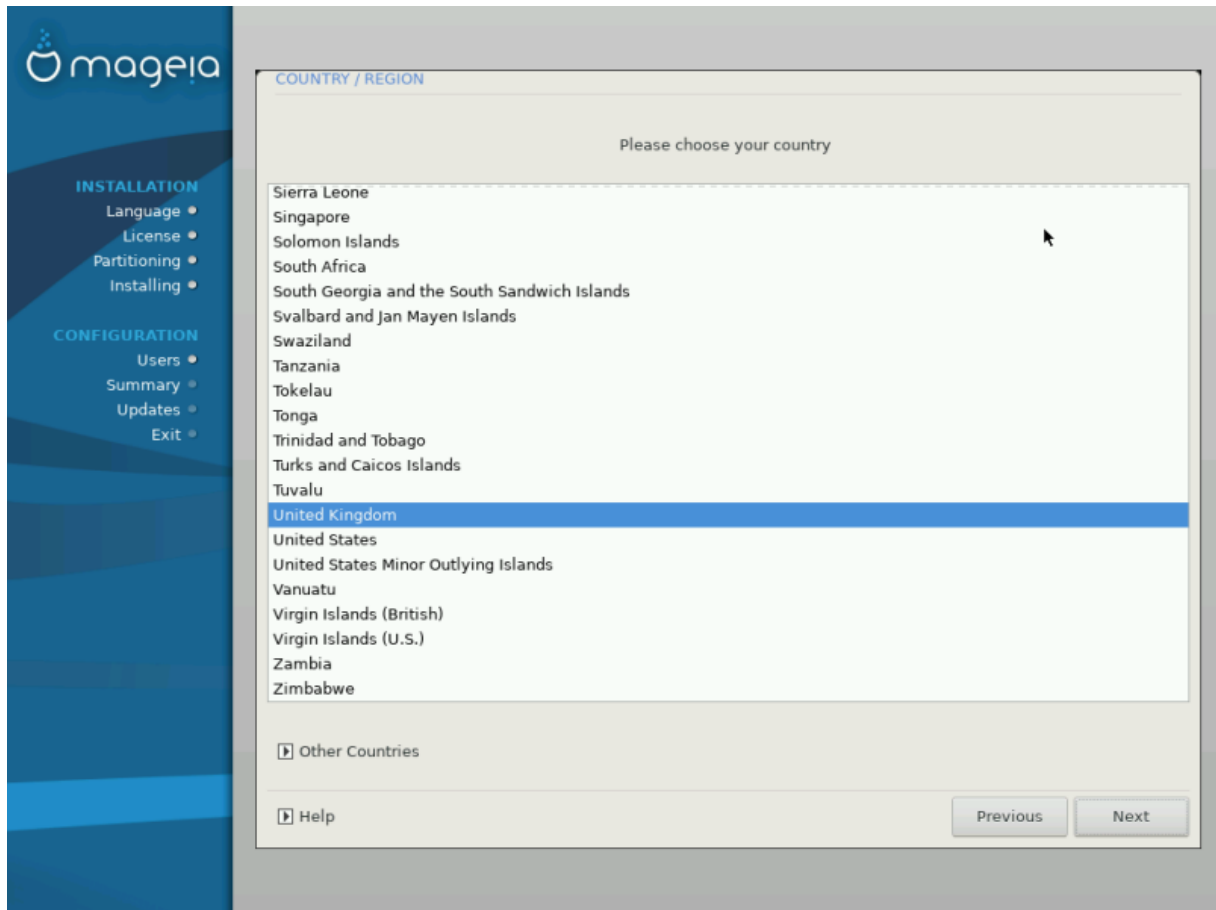 mageia
INSTALLATION
Language
License
Partitioning
Installing
CONFIGURATION
Users
Summary
Updates
Exit
COUNTRY / REGION
Please choose your country
Sierra Leone
Singapore
Solomon Islands
South Africa
South Georgia and the South Sandwich Islands
Svalbard and Jan Mayen Islands
Swaziland
Tanzania
Tokelau
Tonga
Trinidad and Tobago
Turks and Caicos Islands
Tuvalu
United Kingdom
United States
United States Minor Outlying Islands
Vanuatu
Virgin Islands (British)
Virgin Islands (U.S.)
Zambia
Zimbabwe
Other Countries
Help
Previous
Next